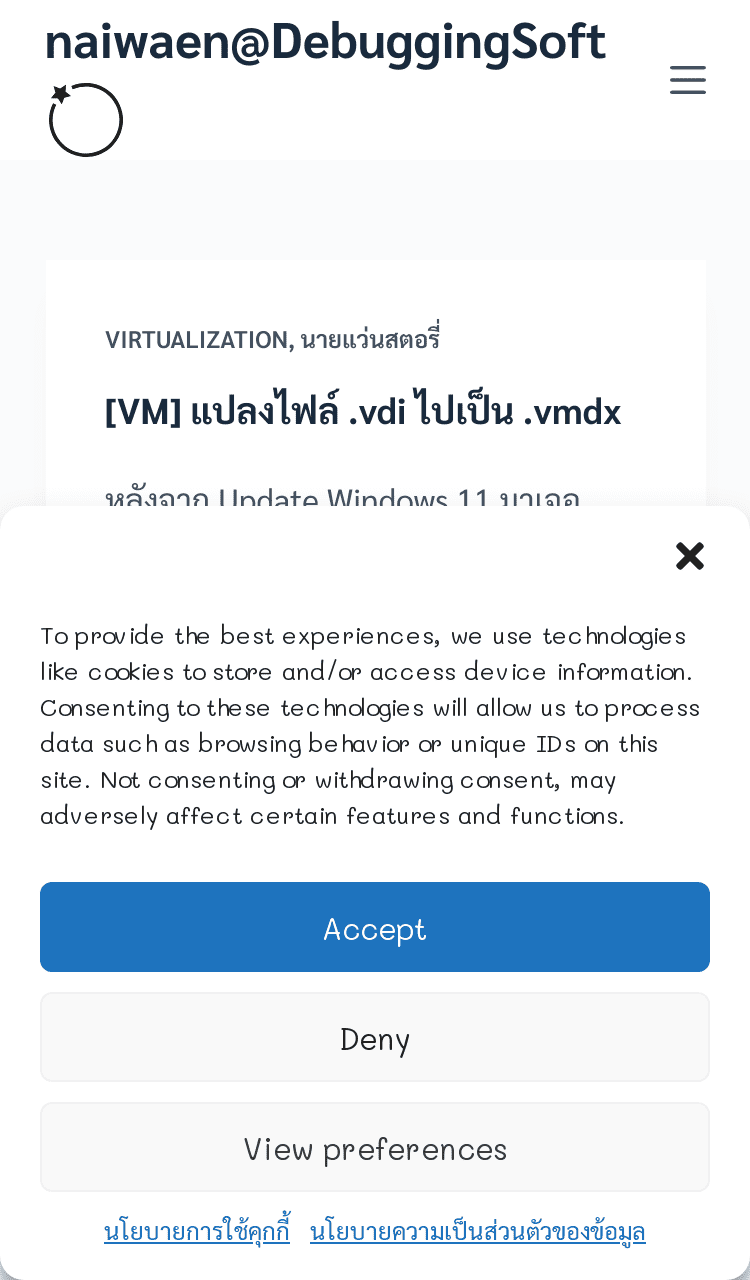 naiwaen@DebuggingSoft
VIRTUALIZATION, นายแว่นสตอรี่
[VM] แปลงไฟล์ .vdi ไปเป็น .vmdx
หลังจาก Update Windows 11 มาเจอ
To provide the best experiences, we use technologies
like cookies to store and/or access device information.
Consenting to these technologies will allow us to process
data such as browsing behavior or unique IDs on this
site. Not consenting or withdrawing consent, may
adversely affect certain features and functions.
Accept
Deny
View preferences
นโยบายการใช้คุกกี้ นโยบายความเป็นส่วนตัวของข้อมูล